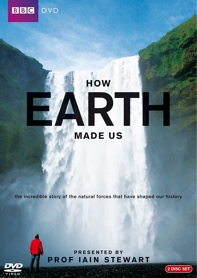 BBC DVD
HOW
EARTH
MADE US
the incredible story of the natural forces that have shaped our history
PRESENTED BY
PROF IAIN STEWART
DVD
VIDEO
2 DISC SET